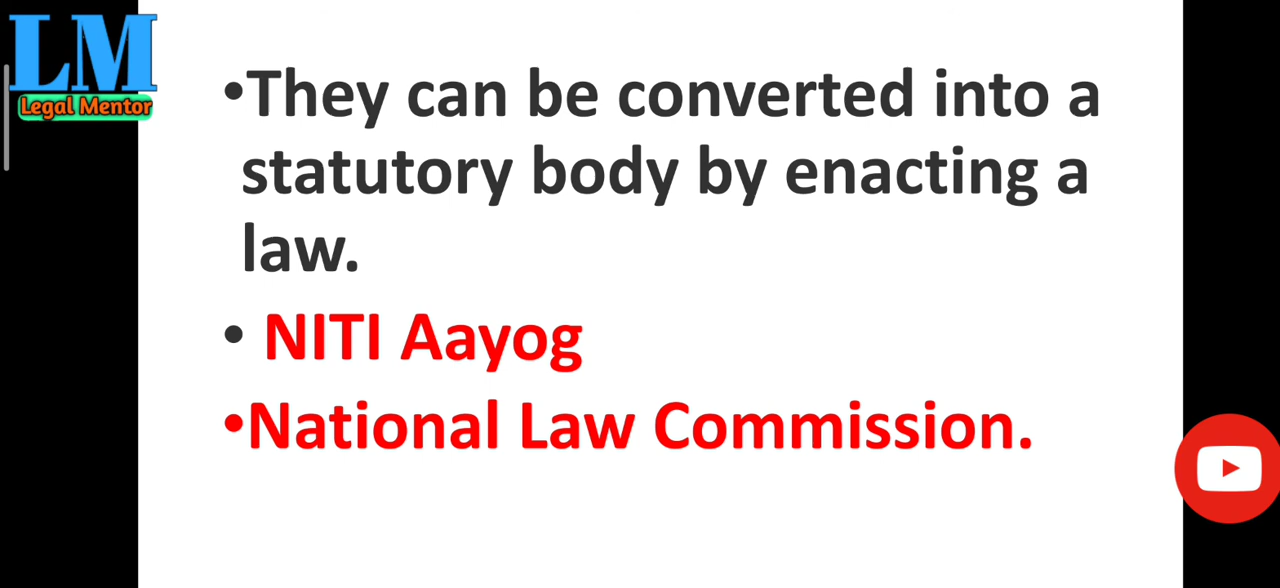 LM
Legal Mentor
•They can be converted into a
statutory body by enacting a
law.
• NITI Aayog
•National Law Commission.